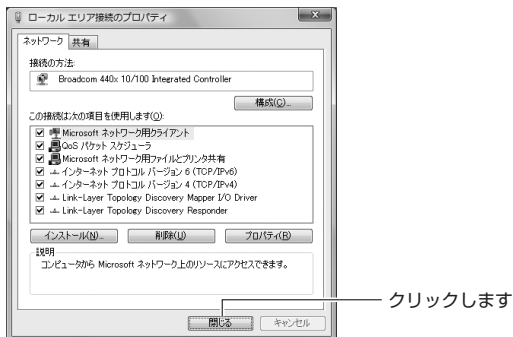 ローカル エリア接続のプロパティ
ネットワーク 共有
接続の方法:
Broadcom 440x 10/100 Integrated Controller
構成(C)...
この接続は次の項目を使用します(O):
Microsoft ネットワーク用クライアント
QoS パケット スケジューラ
Microsoft ネットワーク用ファイルとプリンタ共有
インターネット プロトコル バージョン 6 (TCP/IPv6)
インターネット プロトコル バージョン 4 (TCP/IPv4)
Link-Layer Topology Discovery Mapper I/O Driver
Link-Layer Topology Discovery Responder
インストール(N)... 削除(U) プロパティ(R)
説明
コンピュータから Microsoft ネットワーク上のリソースにアクセスできます。
クリックします
閉じる キャンセル